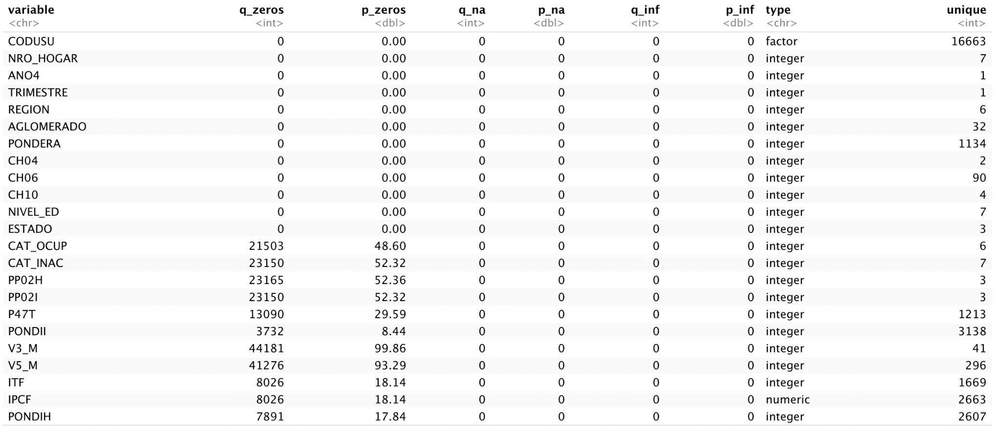 variable q_zeros p_zeros q_na p_na q_inf p_inf type unique
<chr> <int> <dbl> <int> <dbl> <int> <dbl> <chr> <int>
CODUSU 0 0.00 0 0 0 0 factor 16663
NRO_HOGAR 0 0.00 0 0 0 0 integer 7
ANO4 0 0.00 0 0 0 0 integer 1
TRIMESTRE 0 0.00 0 0 0 0 integer 1
REGION 0 0.00 0 0 0 0 integer 6
AGLOMERADO 0 0.00 0 0 0 0 integer 32
PONDERA 0 0.00 0 0 0 0 integer 1134
CH04 0 0.00 0 0 0 0 integer 2
CH06 0 0.00 0 0 0 0 integer 90
CH10 0 0.00 0 0 0 0 integer 4
NIVEL_ED 0 0.00 0 0 0 0 integer 7
ESTADO 0 0.00 0 0 0 0 integer 3
CAT_OCUP 21503 48.60 0 0 0 0 integer 6
CAT_INAC 23150 52.32 0 0 0 0 integer 7
PP02H 23165 52.36 0 0 0 0 integer 3
PP02I 23150 52.32 0 0 0 0 integer 3
P47T 13090 29.59 0 0 0 0 integer 1213
PONDII 3732 8.44 0 0 0 0 integer 3138
V3_M 44181 99.86 0 0 0 0 integer 41
V5_M 41276 93.29 0 0 0 0 integer 296
ITF 8026 18.14 0 0 0 0 integer 1669
IPCF 8026 18.14 0 0 0 0 numeric 2663
PONDIH 7891 17.84 0 0 0 0 integer 2607